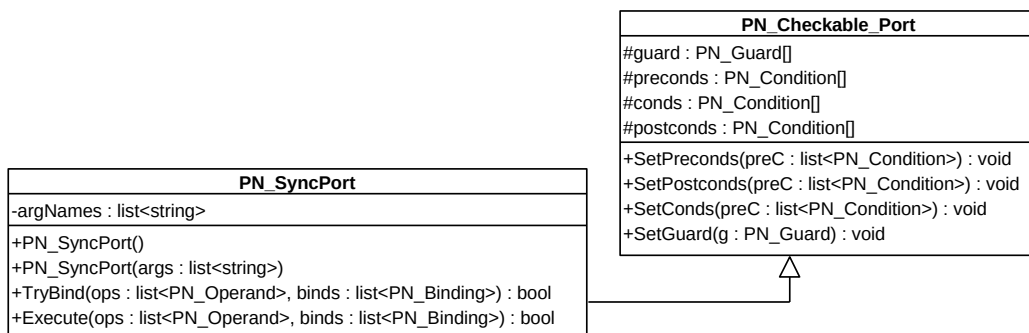 PN_Checkable_Port
#guard : PN_Guard[]
#preconds : PN_Condition[]
#conds : PN_Condition[]
#postconds : PN_Condition[]
+SetPreconds(preC : list<PN_Condition>) : void
+SetPostconds(preC : list<PN_Condition>) : void
+SetConds(preC : list<PN_Condition>) : void
+SetGuard(g : PN_Guard) : void
PN_SyncPort
-argNames : list<string>
+PN_SyncPort()
+PN_SyncPort(args : list<string>)
+TryBind(ops : list<PN_Operand>, binds : list<PN_Binding>) : bool
+Execute(ops : list<PN_Operand>, binds : list<PN_Binding>) : bool